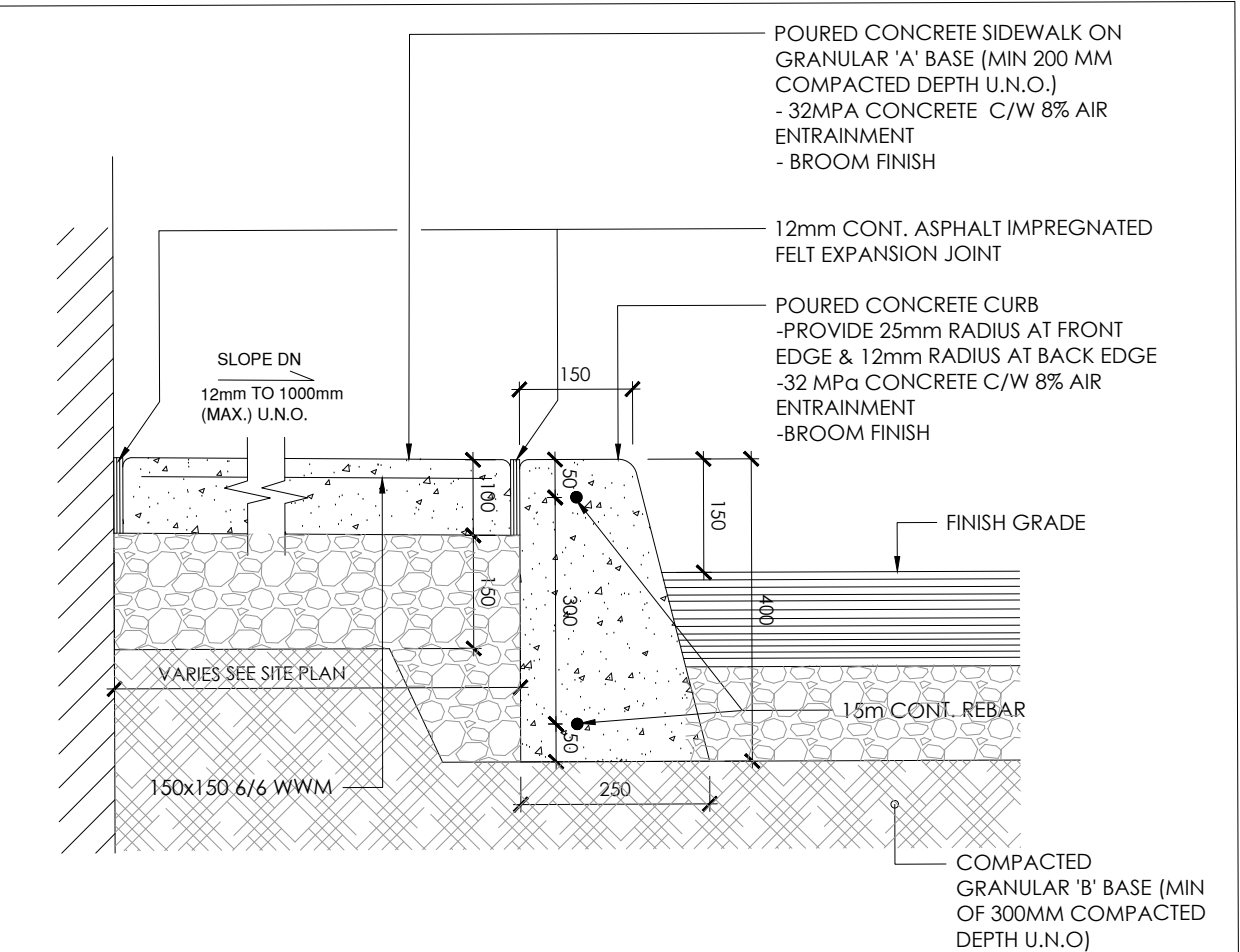 POURED CONCRETE SIDEWALK ON
GRANULAR 'A' BASE (MIN 200 MM
COMPACTED DEPTH U.N.O.)
- 32MPA CONCRETE C/W 8% AIR
ENTRAINMENT
- BROOM FINISH
12mm CONT. ASPHALT IMPREGNATED
FELT EXPANSION JOINT
POURED CONCRETE CURB
-PROVIDE 25mm RADIUS AT FRONT
EDGE & 12mm RADIUS AT BACK EDGE
-32 MPa CONCRETE C/W 8% AIR
ENTRAINMENT
-BROOM FINISH
SLOPE DN
12mm TO 1000mm
(MAX.) U.N.O.
150
50
100
150
FINISH GRADE
150
300
400
VARIES SEE SITE PLAN
15m CONT. REBAR
50
150x150 6/6 WWM
250
COMPACTED
GRANULAR 'B' BASE (MIN
OF 300MM COMPACTED
DEPTH U.N.O)